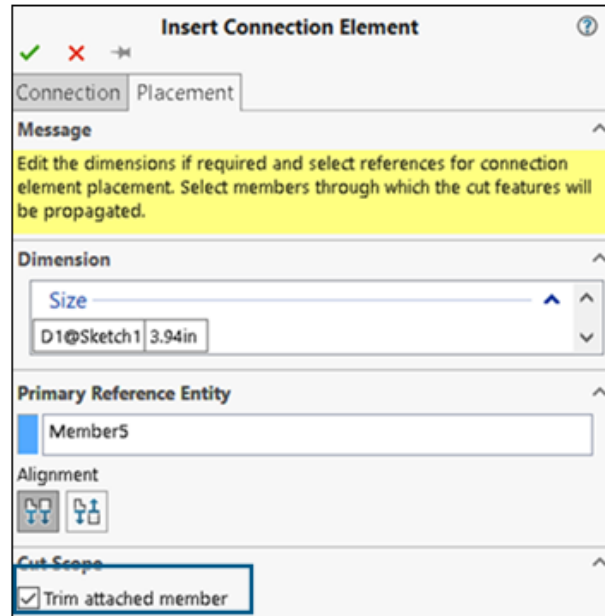 Insert Connection Element
Connection Placement
Message
Edit the dimensions if required and select references for connection
element placement. Select members through which the cut features will
be propagated.
Dimension
Size
D1@Sketch1 3.94in
Primary Reference Entity
Member5
Alignment
Cut Scope
Trim attached member